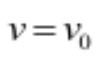 v = v₀